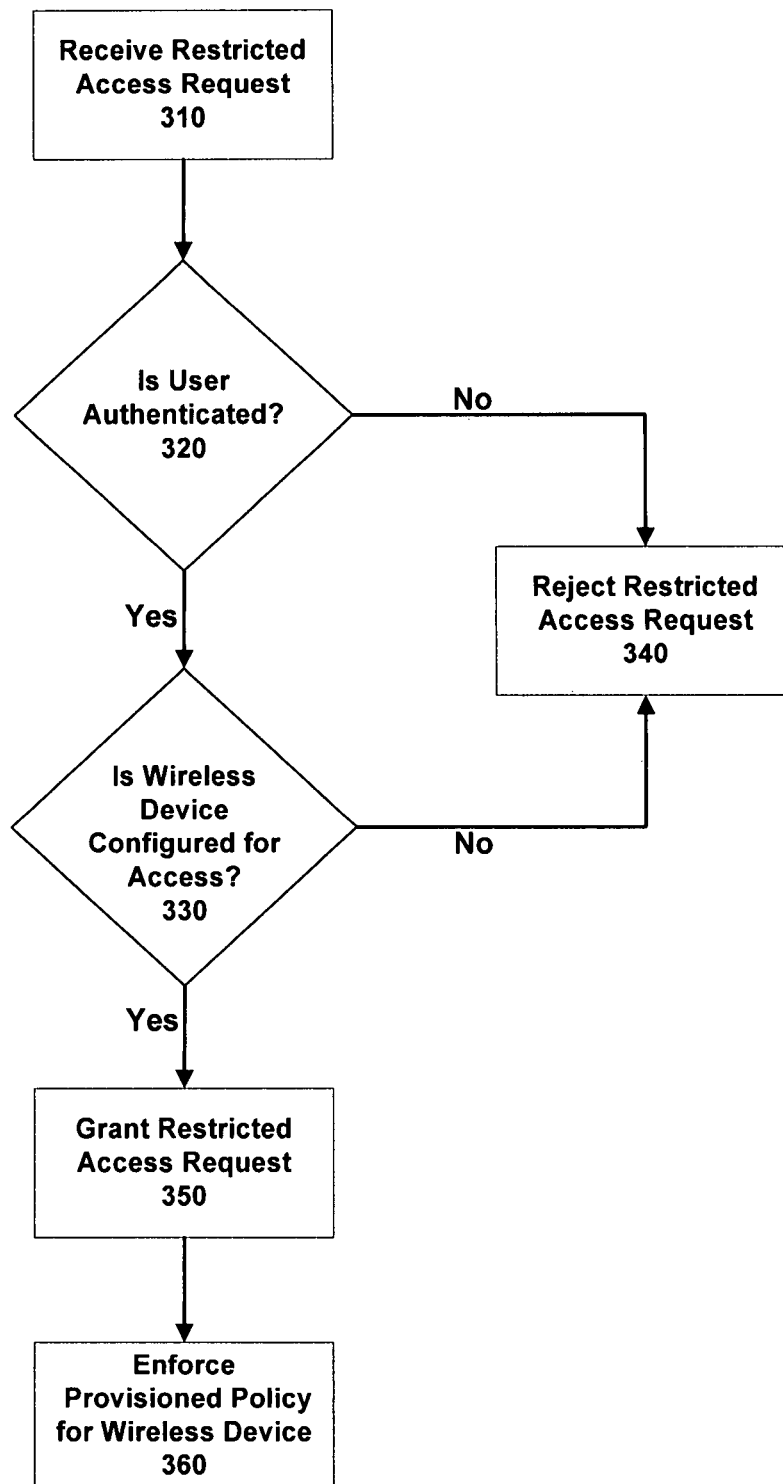 Receive Restricted
Access Request
310
Is User
Authenticated?
320
No
Yes
Reject Restricted
Access Request
340
Is Wireless
Device
Configured for
Access?
330
No
Yes
Grant Restricted
Access Request
350
Enforce
Provisioned Policy
for Wireless Device
360